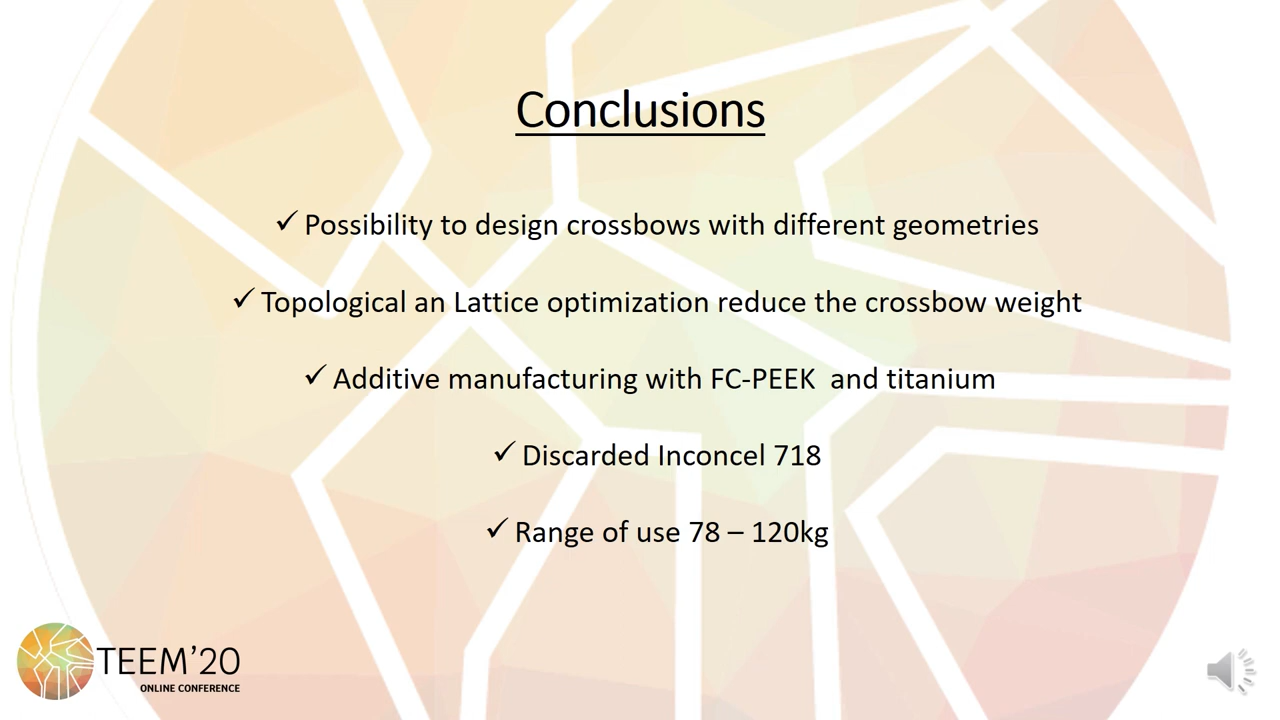 Conclusions
✓ Possibility to design crossbows with different geometries
✓ Topological an Lattice optimization reduce the crossbow weight
✓ Additive manufacturing with FC-PEEK and titanium
✓ Discarded Inconcel 718
✓ Range of use 78 – 120kg
TEEM’20
ONLINE CONFERENCE